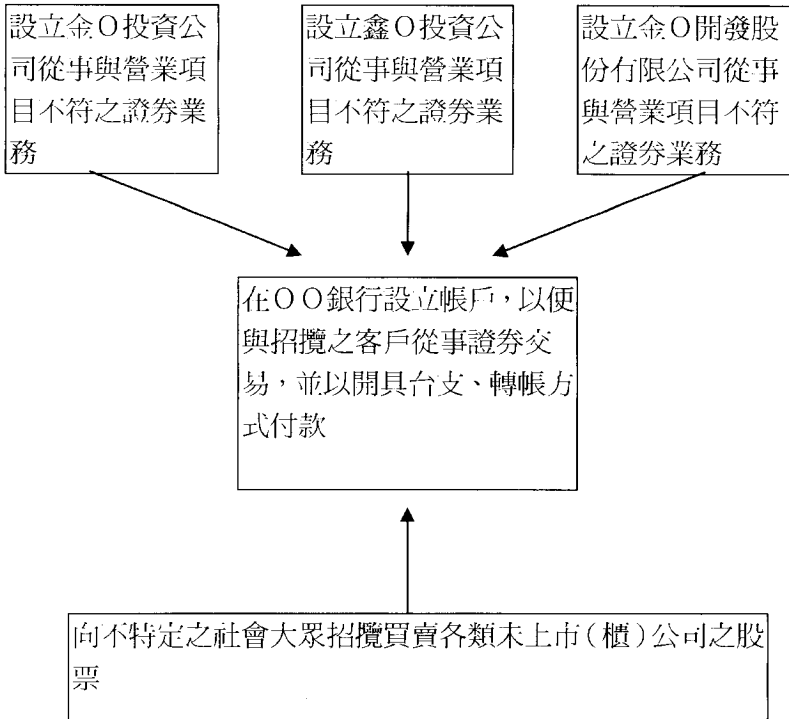 設立金O投資公
司從事與營業項
目不符之證券業
務
設立鑫O投資公
司從事與營業項
目不符之證券業
務
設立金O開發股
份有限公司從事
與營業項目不符
之證券業務
在OO銀行設立帳戶，以便
與招攬之客戶從事證券交
易，並以開具台支、轉帳方
式付款
向不特定之社會大眾招攬買賣各類未上市(櫃)公司之股
票